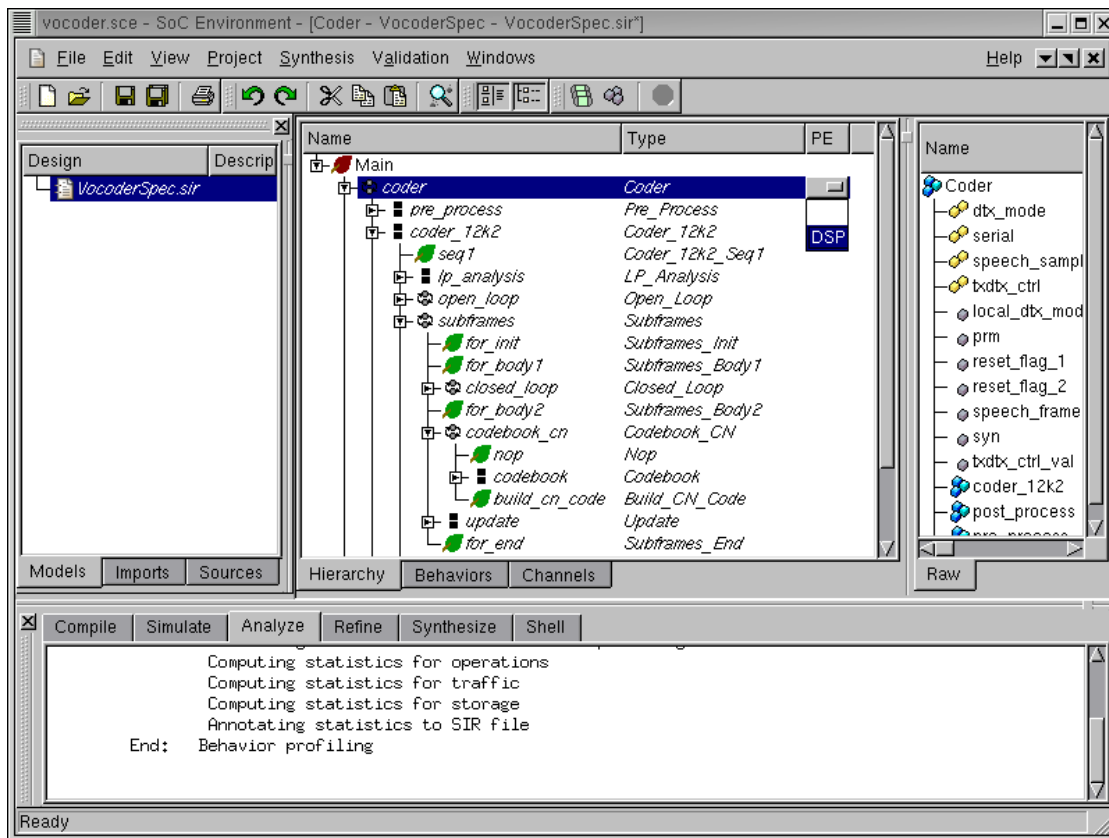 vocoder.sce - SoC Environment - [Coder - VocoderSpec - VocoderSpec.sir*]
File Edit View Project Synthesis Validation Windows Help
Design Descrip
VocoderSpec.sir
Models Imports Sources
Name Type PE
Main
coder Coder
pre_process Pre_Process
DSP
coder_12k2 Coder_12k2
seq1 Coder_12k2_Seq1
lp_analysis LP_Analysis
open_loop Open_Loop
subframes Subframes
for_init Subframes_Init
for_body1 Subframes_Body1
closed_loop Closed_Loop
for_body2 Subframes_Body2
codebook_cn Codebook_CN
nop Nop
codebook Codebook
build_cn_code Build_CN_Code
update Update
for_end Subframes_End
Hierarchy Behaviors Channels
Name
Coder
dtx_mode
serial
speech_sampl
txdtx_ctrl
local_dtx_mod
prm
reset_flag_1
reset_flag_2
speech_frame
syn
txdtx_ctrl_val
coder_12k2
post_process
Raw
Compile Simulate Analyze Refine Synthesize Shell
Computing statistics for operations
Computing statistics for traffic
Computing statistics for storage
Annotating statistics to SIR file
End: Behavior profiling
Ready